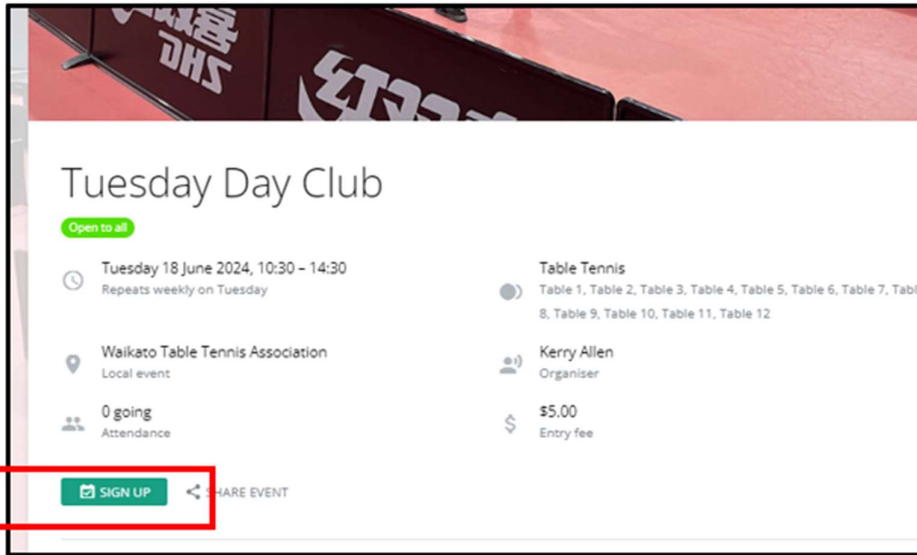 DHS
Tuesday Day Club
Open to all
Tuesday 18 June 2024, 10:30 – 14:30
Repeats weekly on Tuesday
Table Tennis
Table 1, Table 2, Table 3, Table 4, Table 5, Table 6, Table 7, Tabl
8, Table 9, Table 10, Table 11, Table 12
Waikato Table Tennis Association
Local event
Kerry Allen
Organiser
0 going
Attendance
$5.00
Entry fee
SIGN UP
SHARE EVENT